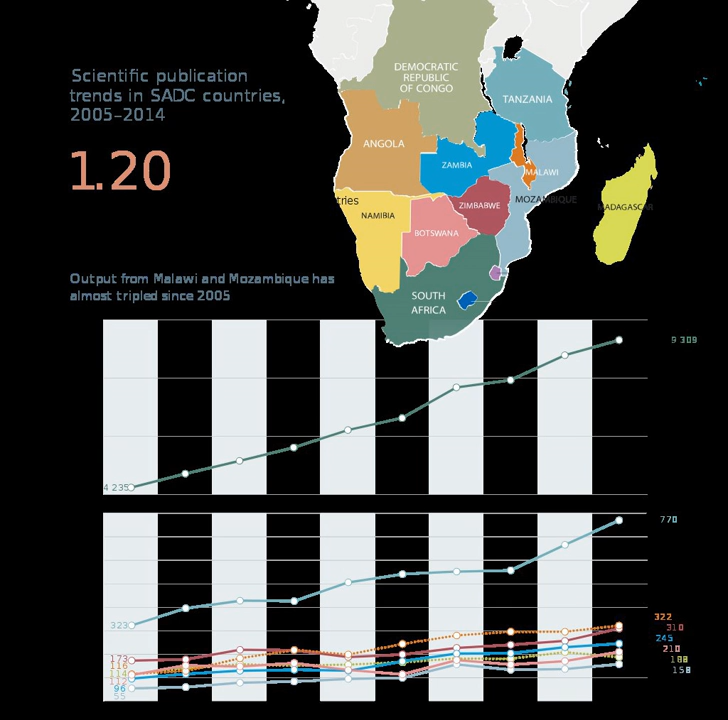 DEMOCRATIC
REPUBLIC
OF CONGO
Scientific publication
trends in SADC countries,
2005–2014
TANZANIA
1.20
ANGOLA
ZAMBIA
MALAWI
MOZAMBIQUE
tries
NAMIBIA
ZIMBABWE
MADAGASCAR
BOTSWANA
Output from Malawi and Mozambique has
almost tripled since 2005
SOUTH
AFRICA
9 309
4 235
770
323
322
310
245
210
158
173
116
114
112
96
55